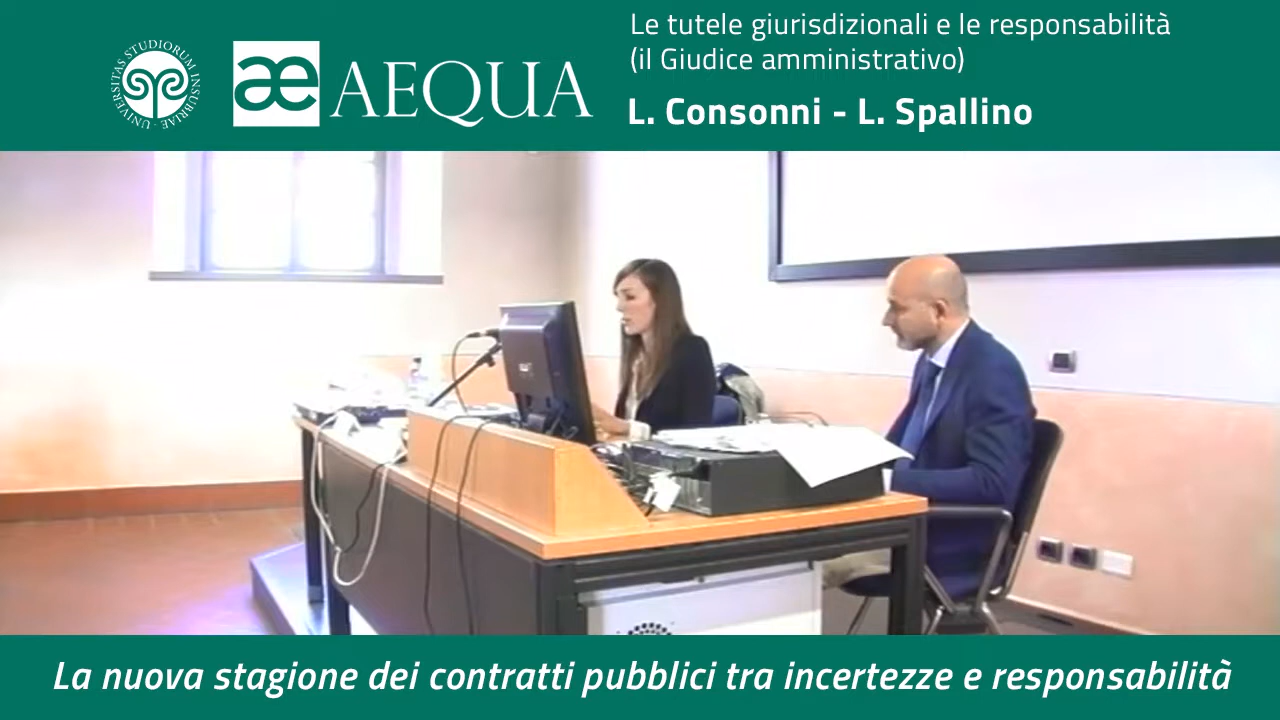 UNIVERSITAS STUDIORUM INSUBRIAE
æ AEQUA
Le tutele giurisdizionali e le responsabilità
(il Giudice amministrativo)
L. Consonni - L. Spallino
La nuova stagione dei contratti pubblici tra incertezze e responsabilità